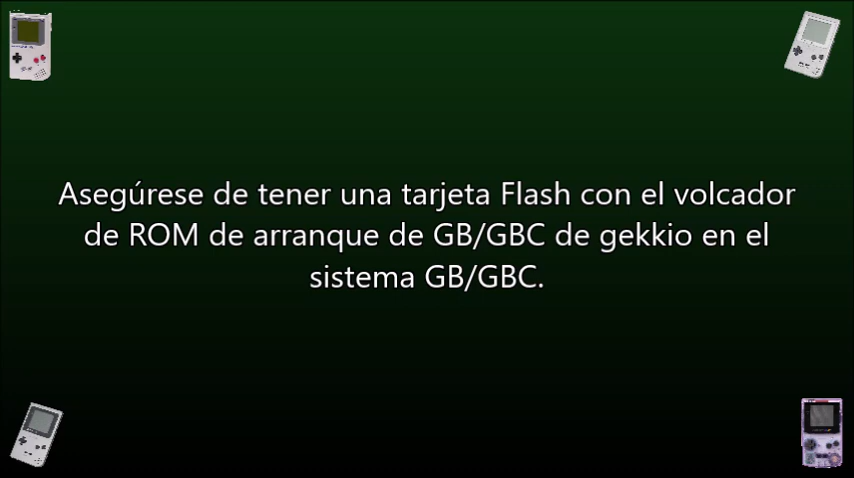 Asegúrese de tener una tarjeta Flash con el volcador
de ROM de arranque de GB/GBC de gekkio en el
sistema GB/GBC.